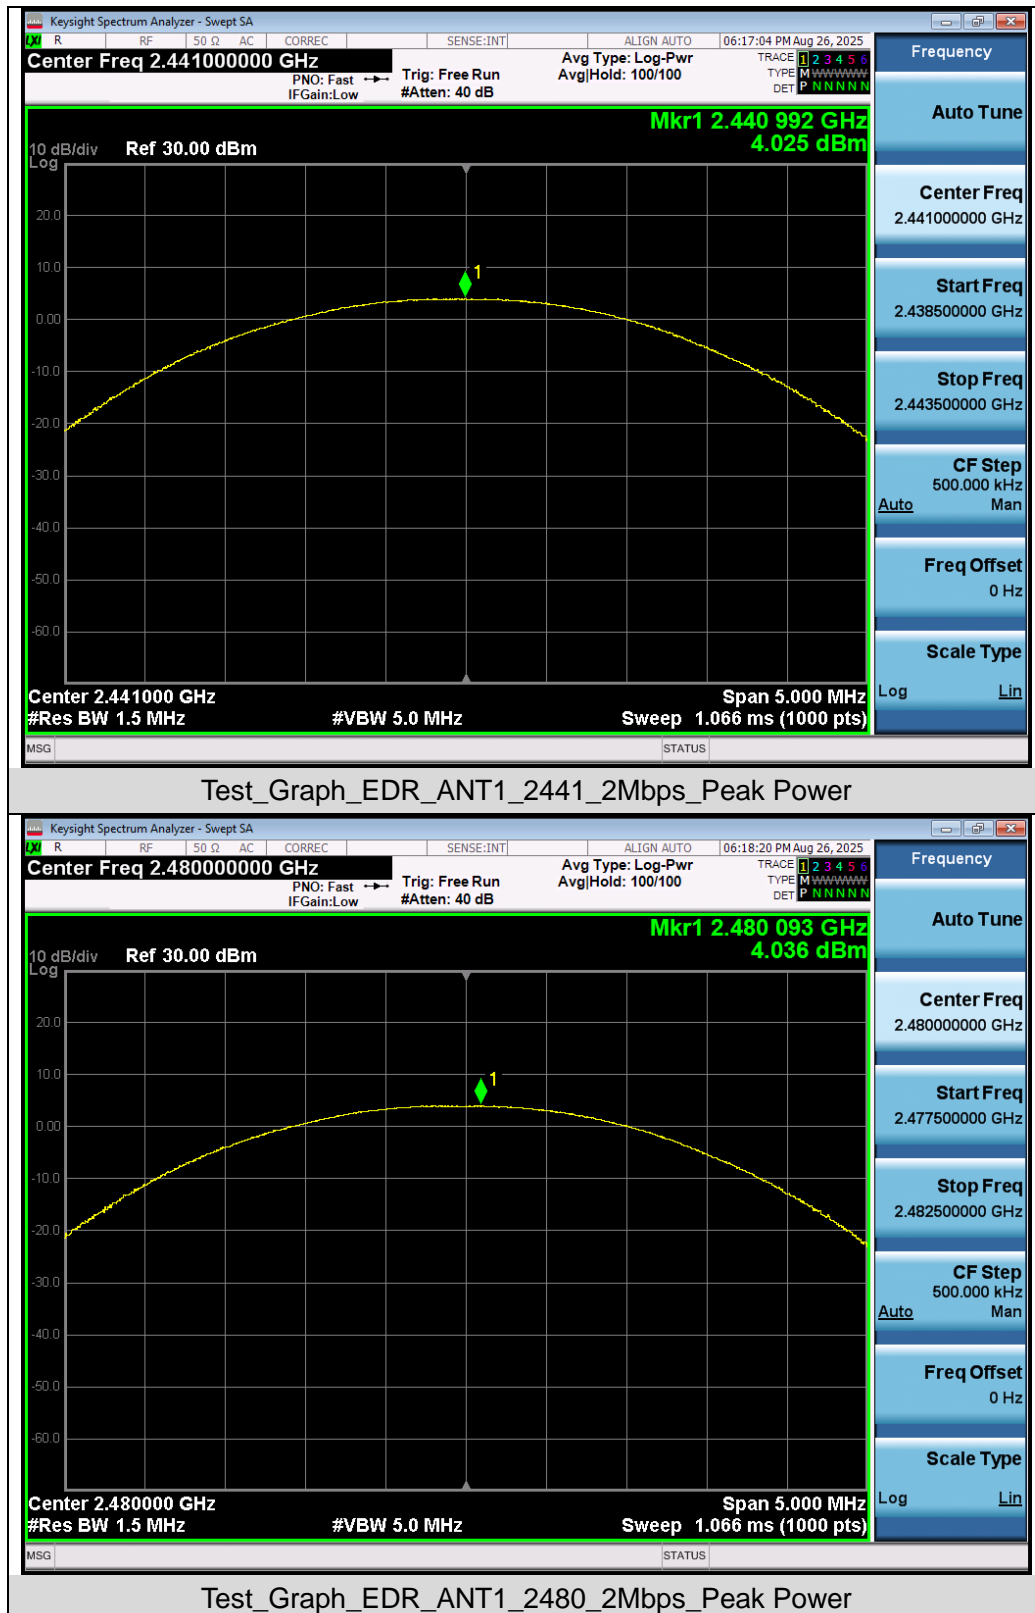 Keysight Spectrum Analyzer - Swept SA
LXI R RF 50 Ω AC CORREC SENSE:INT ALIGN AUTO 06:17:04 PM Aug 26, 2025
Center Freq 2.441000000 GHz
Avg Type: Log-Pwr
TRACE 1 2 3 4 5 6
PNO: Fast Trig: Free Run Avg|Hold: 100/100
TYPE M WWWWW
IFGain:Low #Atten: 40 dB
DET P N N N N N
Mkr1 2.440 992 GHz
4.025 dBm
10 dB/div Ref 30.00 dBm
Log
20.0
10.0
1
0.00
-10.0
-20.0
-30.0
-40.0
-50.0
-60.0
Center 2.441000 GHz Span 5.000 MHz
#Res BW 1.5 MHz #VBW 5.0 MHz Sweep 1.066 ms (1000 pts)
MSG STATUS
Frequency
Auto Tune
Center Freq
2.441000000 GHz
Start Freq
2.438500000 GHz
Stop Freq
2.443500000 GHz
CF Step
500.000 kHz
Auto Man
Freq Offset
0 Hz
Scale Type
Log Lin
Test_Graph_EDR_ANT1_2441_2Mbps_Peak Power
Keysight Spectrum Analyzer - Swept SA
LXI R RF 50 Ω AC CORREC SENSE:INT ALIGN AUTO 06:18:20 PM Aug 26, 2025
Center Freq 2.480000000 GHz
Avg Type: Log-Pwr
TRACE 1 2 3 4 5 6
PNO: Fast Trig: Free Run Avg|Hold: 100/100
TYPE M WWWWW
IFGain:Low #Atten: 40 dB
DET P N N N N N
Mkr1 2.480 093 GHz
4.036 dBm
10 dB/div Ref 30.00 dBm
Log
20.0
10.0
1
0.00
-10.0
-20.0
-30.0
-40.0
-50.0
-60.0
Center 2.480000 GHz Span 5.000 MHz
#Res BW 1.5 MHz #VBW 5.0 MHz Sweep 1.066 ms (1000 pts)
MSG STATUS
Frequency
Auto Tune
Center Freq
2.480000000 GHz
Start Freq
2.477500000 GHz
Stop Freq
2.482500000 GHz
CF Step
500.000 kHz
Auto Man
Freq Offset
0 Hz
Scale Type
Log Lin
Test_Graph_EDR_ANT1_2480_2Mbps_Peak Power